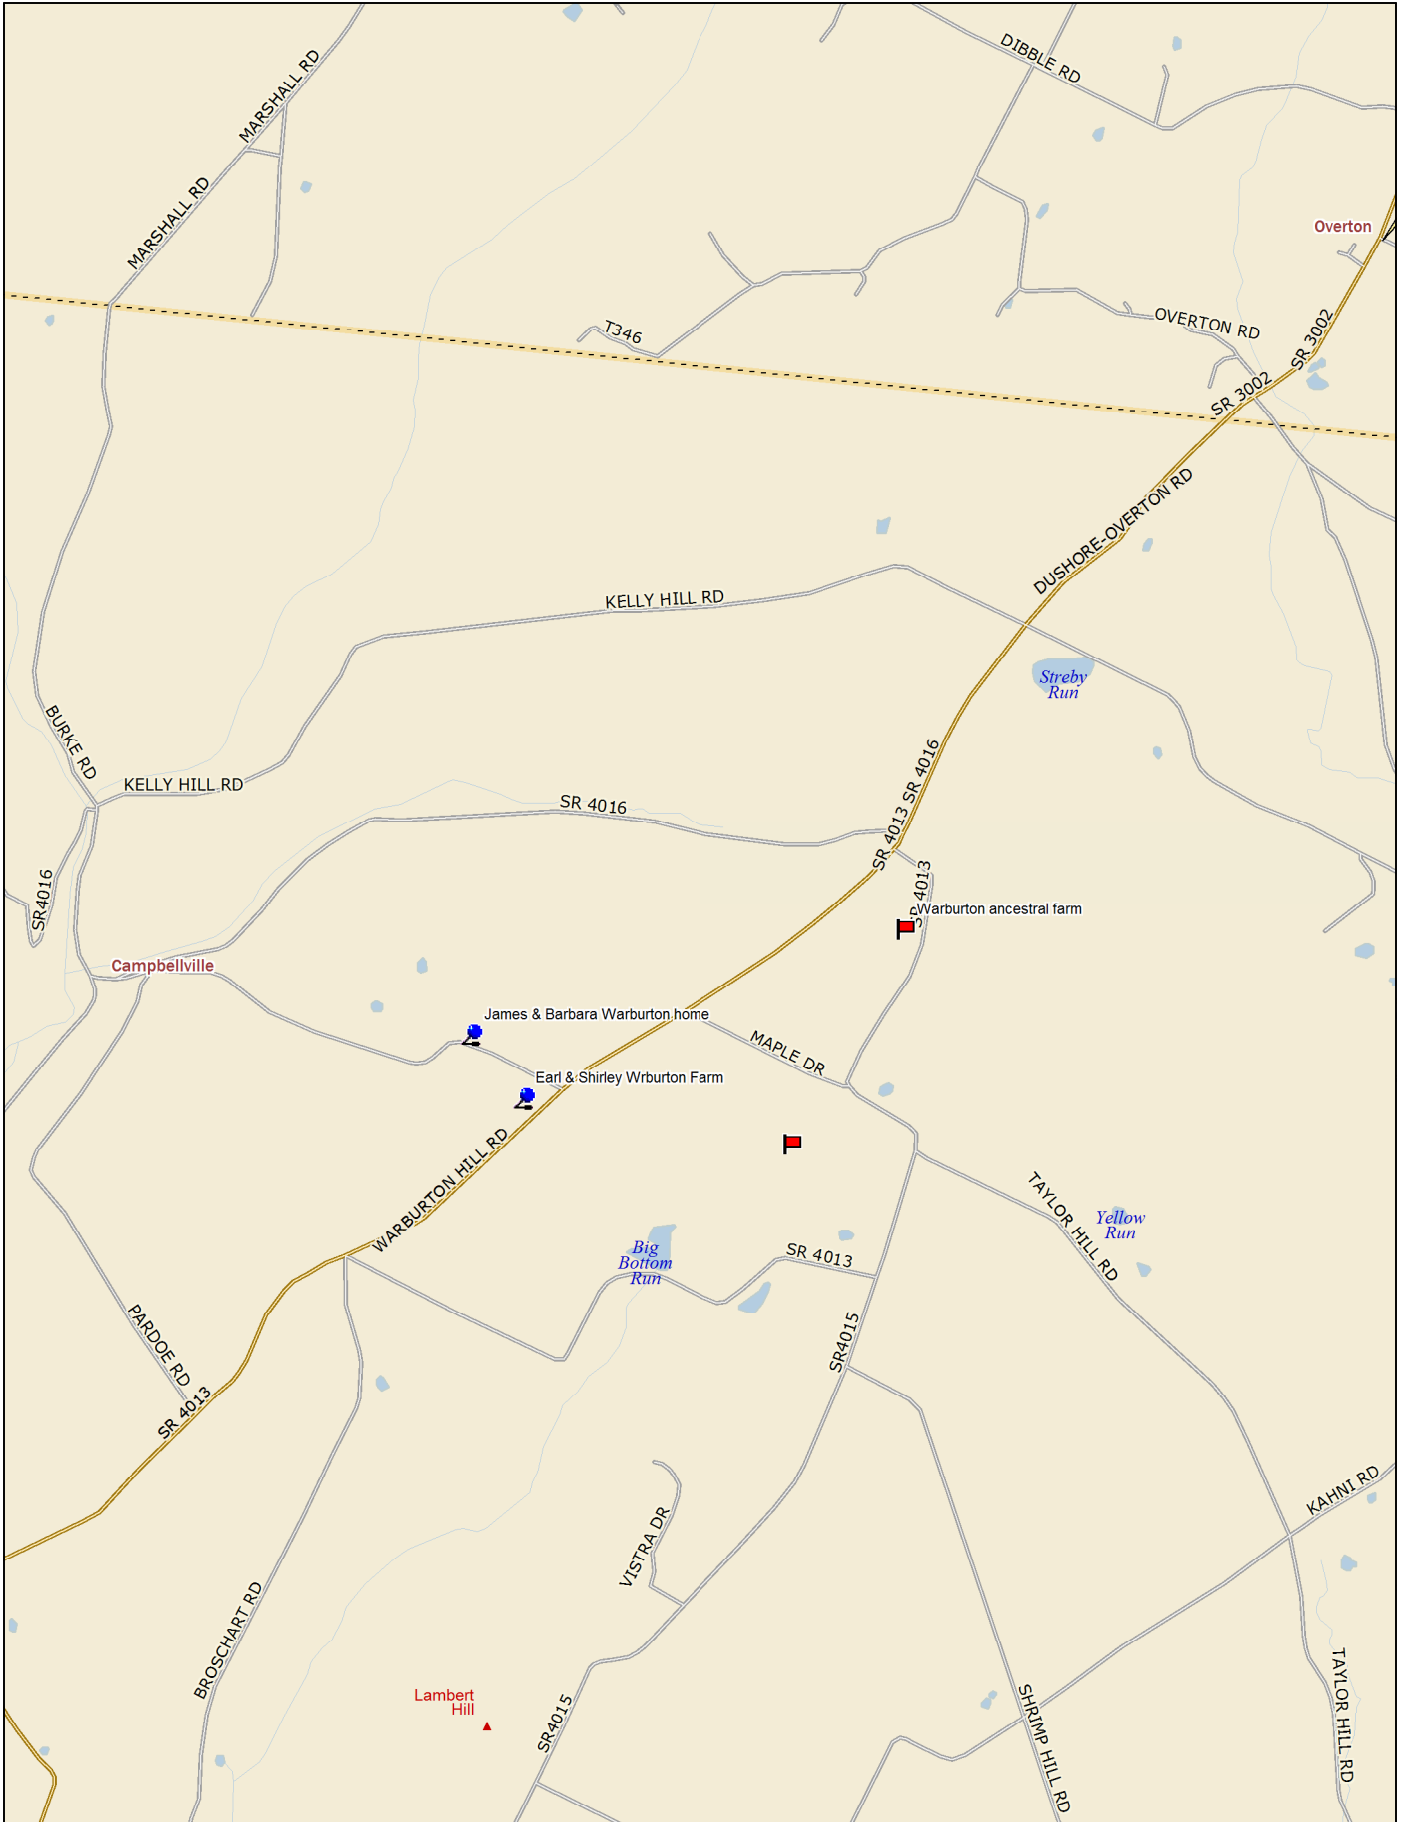 DIBBLE RD
MARSHALL RD
MARSHALL RD
Overton
T346
OVERTON RD
SR 3002
SR 3002
DUSHORE-OVERTON RD
KELLY HILL RD
Streby
Run
BURKE RD
KELLY HILL RD
SR 4016
SR 4016
SR 4013
SR 4013
SR4016
Warburton ancestral farm
Campbellville
James & Barbara Warburton home
MAPLE DR
Earl & Shirley Wrburton Farm
WARBURTON HILL RD
TAYLOR HILL RD
Yellow
Run
Big
Bottom
Run
SR 4013
PARDOE RD
SR4015
SR 4013
KAHNI RD
VISTRA DR
BROSCHART RD
TAYLOR HILL RD
Lambert
Hill
SR4015
SHRIMP HILL RD